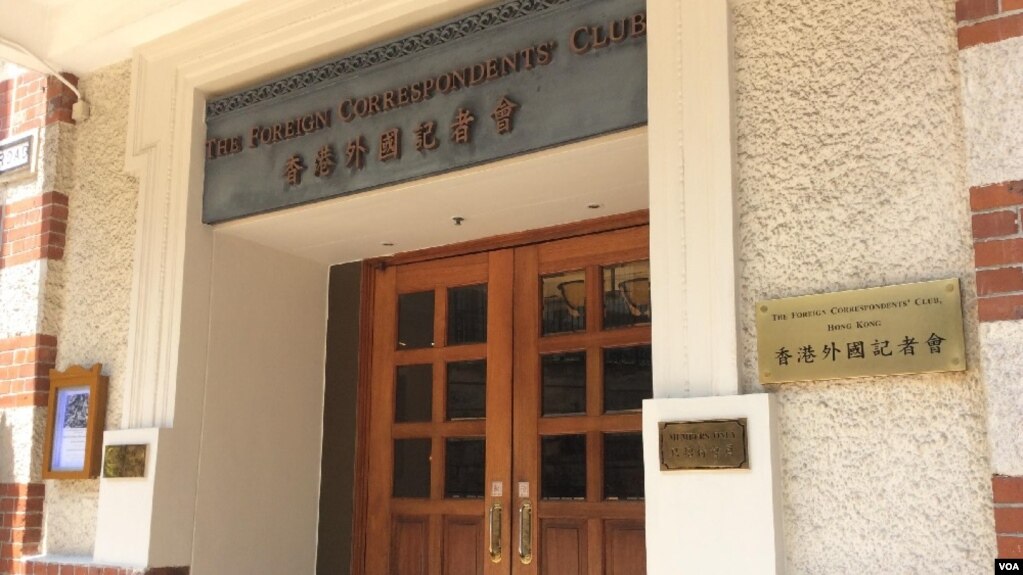 THE FOREIGN CORRESPONDENTS' CLUB,
香港外國記者會
THE FOREIGN CORRESPONDENTS' CLUB,
HONG KONG
香港外國記者會
MEMBERS ONLY
VOA